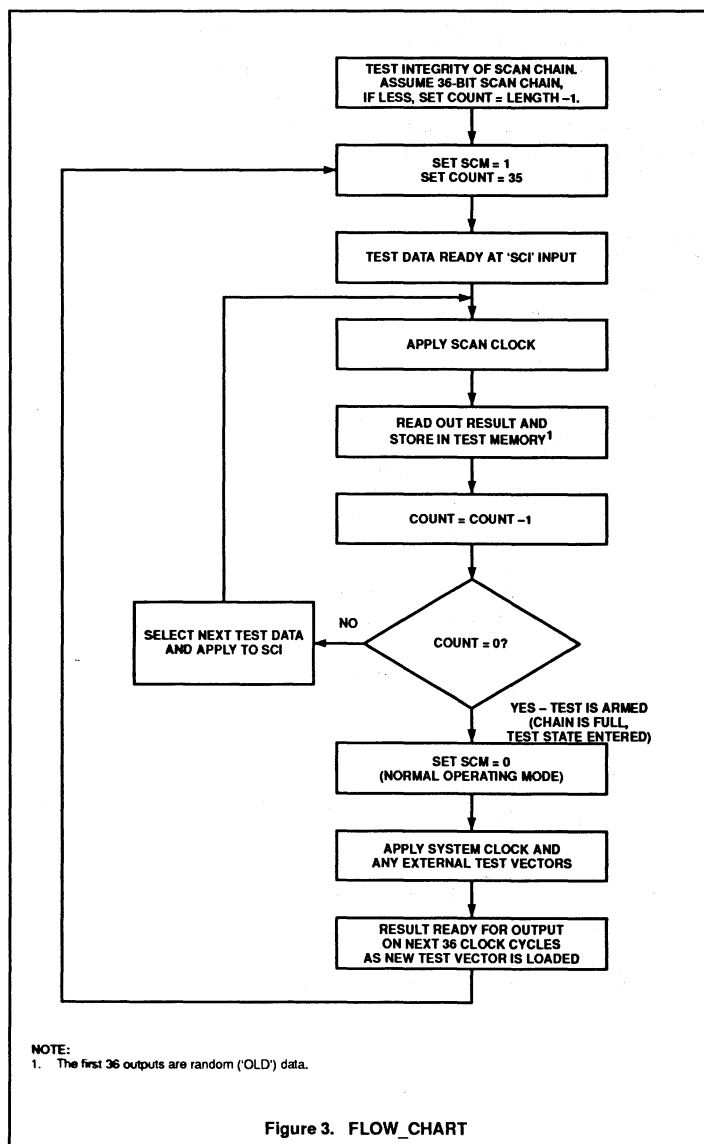 TEST INTEGRITY OF SCAN CHAIN.
ASSUME 36-BIT SCAN CHAIN,
IF LESS, SET COUNT = LENGTH –1.
SET SCM = 1
SET COUNT = 35
TEST DATA READY AT 'SCI' INPUT
APPLY SCAN CLOCK
READ OUT RESULT AND
STORE IN TEST MEMORY1
COUNT = COUNT –1
SELECT NEXT TEST DATA
AND APPLY TO SCI
NO
COUNT = 0?
YES – TEST IS ARMED
(CHAIN IS FULL,
TEST STATE ENTERED)
SET SCM = 0
(NORMAL OPERATING MODE)
APPLY SYSTEM CLOCK AND
ANY EXTERNAL TEST VECTORS
RESULT READY FOR OUTPUT
ON NEXT 36 CLOCK CYCLES
AS NEW TEST VECTOR IS LOADED
NOTE:
1. The first 36 outputs are random ('OLD') data.
Figure 3. FLOW_CHART